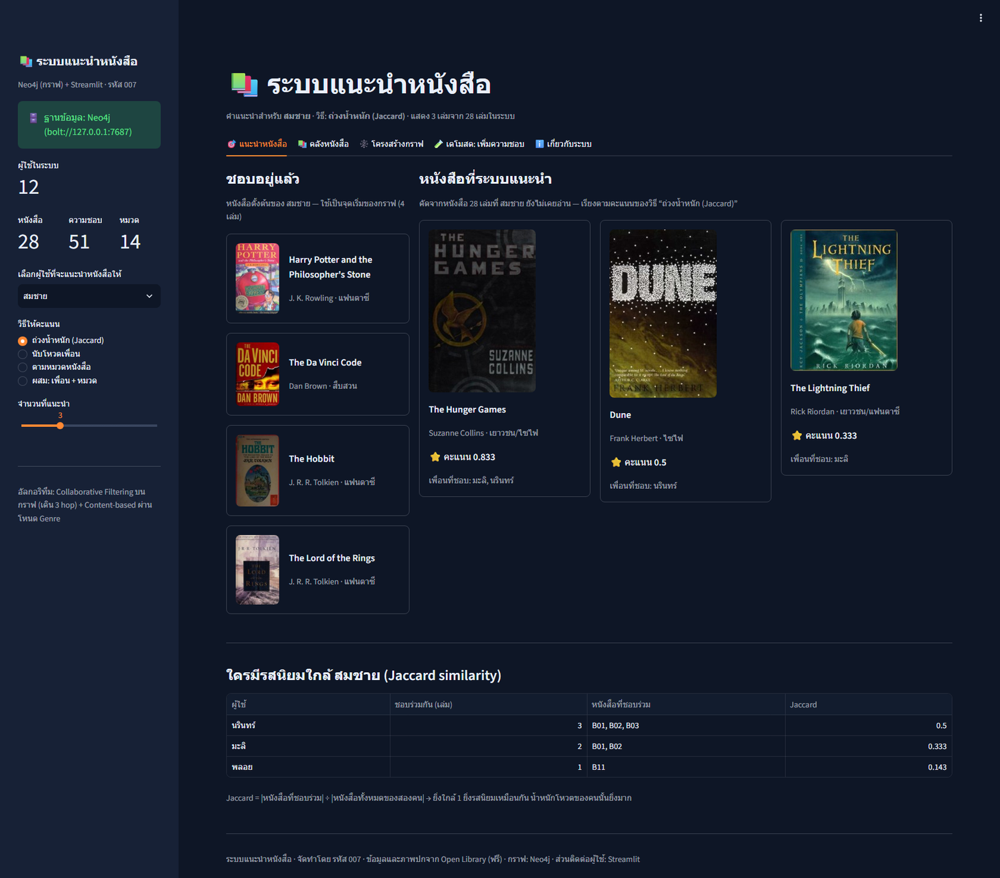 ระบบแนะนำหนังสือ
Neo4j (กราฟ) + Streamlit · รหัส 007
ฐานข้อมูล: Neo4j
(bolt://127.0.0.1:7687)
ผู้ใช้ในระบบ
12
หนังสือ ความชอบ หมวด
28 51 14
เลือกผู้ใช้ที่จะแนะนำหนังสือให้
สมชาย
วิธีให้คะแนน
ถ่วงน้ำหนัก (Jaccard)
นับโหวตเพื่อน
ตามหมวดหนังสือ
ผสม: เพื่อน + หมวด
จำนวนที่แนะนำ
3
อัลกอริทึม: Collaborative Filtering บน
กราฟ (เดิน 3 hop) + Content-based ผ่าน
โหนด Genre
ระบบแนะนำหนังสือ
คำแนะนำสำหรับ สมชาย · วิธี: ถ่วงน้ำหนัก (Jaccard) · แสดง 3 เล่มจาก 28 เล่มในระบบ
แนะนำหนังสือ คลังหนังสือ โครงสร้างกราฟ เดโมสด: เพิ่มความชอบ เกี่ยวกับระบบ
ชอบอยู่แล้ว
หนังสือตั้งต้นของ สมชาย — ใช้เป็นจุดเริ่มของกราฟ (4
เล่ม)
HARRY
POTTER
Harry Potter and the
Philosopher's Stone
J. K. Rowling · แฟนตาซี
THE
DA VINCI
CODE
DAN BROWN
The Da Vinci Code
Dan Brown · สืบสวน
THE
HOBBIT
J.R.R. TOLKIEN
The Hobbit
J. R. R. Tolkien · แฟนตาซี
J.R.R. TOLKIEN
THE
LORD
OF THE
RINGS
The Lord of the Rings
J. R. R. Tolkien · แฟนตาซี
หนังสือที่ระบบแนะนำ
คัดจากหนังสือ 28 เล่มที่ สมชาย ยังไม่เคยอ่าน — เรียงตามคะแนนของวิธี “ถ่วงน้ำหนัก (Jaccard)”
THE
HUNGER
GAMES
SUZANNE
COLLINS
The Hunger Games
Suzanne Collins · เยาวชน/ไซไฟ
คะแนน 0.833
เพื่อนที่ชอบ: มะลิ, นรินทร์
DUNE
"Unique among SF novels... I know nothing
comparable to it except The Lord of the Rings."
ARTHUR C. CLARKE
FRANK HERBERT
Dune
Frank Herbert · ไซไฟ
คะแนน 0.5
เพื่อนที่ชอบ: นรินทร์
PERCY JACKSON & THE OLYMPIANS BOOK ONE
THE
LIGHTNING
THIEF
RICK RIORDAN
The Lightning Thief
Rick Riordan · เยาวชน/แฟนตาซี
คะแนน 0.333
เพื่อนที่ชอบ: มะลิ
ใครมีรสนิยมใกล้ สมชาย (Jaccard similarity)
ผู้ใช้ ชอบร่วมกัน (เล่ม) หนังสือที่ชอบร่วม Jaccard
นรินทร์ 3 B01, B02, B03 0.5
มะลิ 2 B01, B02 0.333
พลอย 1 B11 0.143
Jaccard = |หนังสือที่ชอบร่วม| ÷ |หนังสือทั้งหมดของสองคน| → ยิ่งใกล้ 1 ยิ่งรสนิยมเหมือนกัน น้ำหนักโหวตของคนนั้นยิ่งมาก
ระบบแนะนำหนังสือ · จัดทำโดย รหัส 007 · ข้อมูลและภาพปกจาก Open Library (ฟรี) · กราฟ: Neo4j · ส่วนติดต่อผู้ใช้: Streamlit